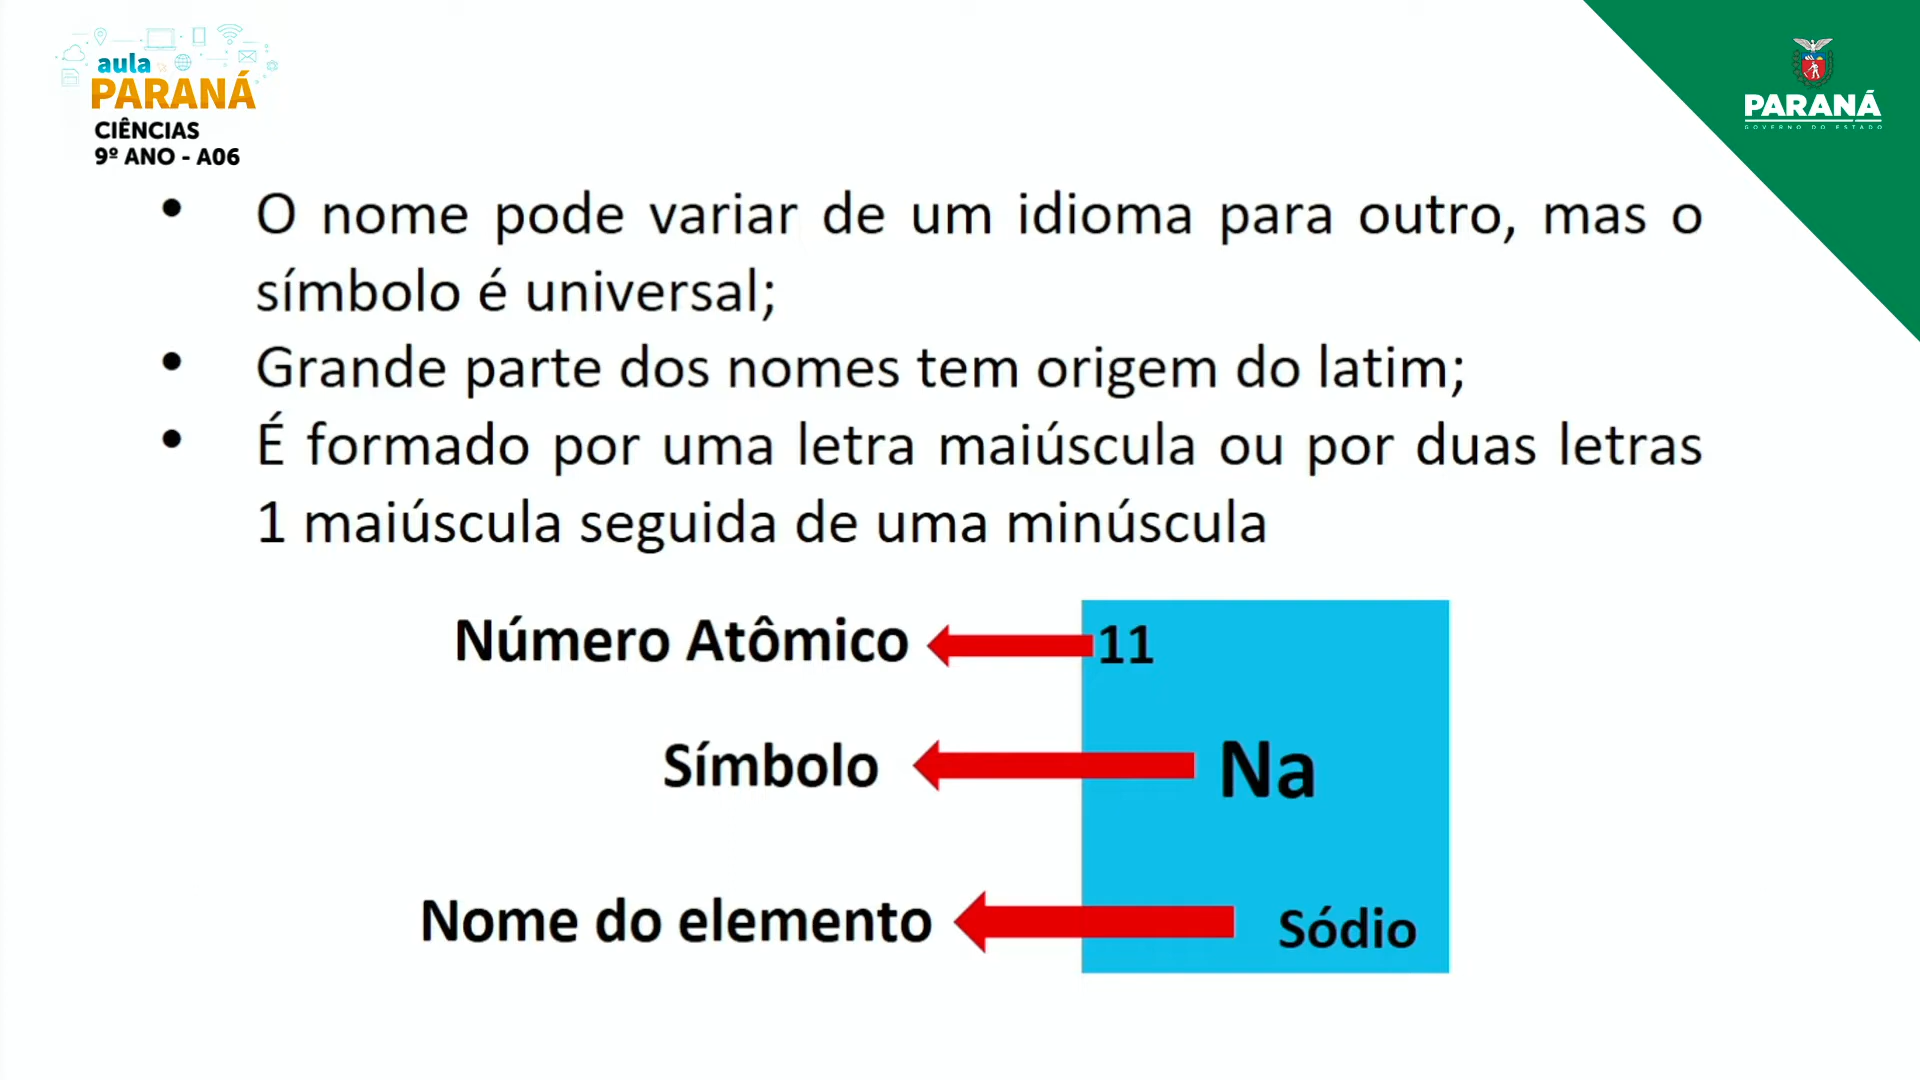 aula
PARANÁ
CIÊNCIAS
9º ANO - A06
PARANÁ
GOVERNO DO ESTADO
• O nome pode variar de um idioma para outro, mas o
símbolo é universal;
• Grande parte dos nomes tem origem do latim;
• É formado por uma letra maiúscula ou por duas letras
1 maiúscula seguida de uma minúscula
Número Atômico 11
Símbolo Na
Nome do elemento Sódio